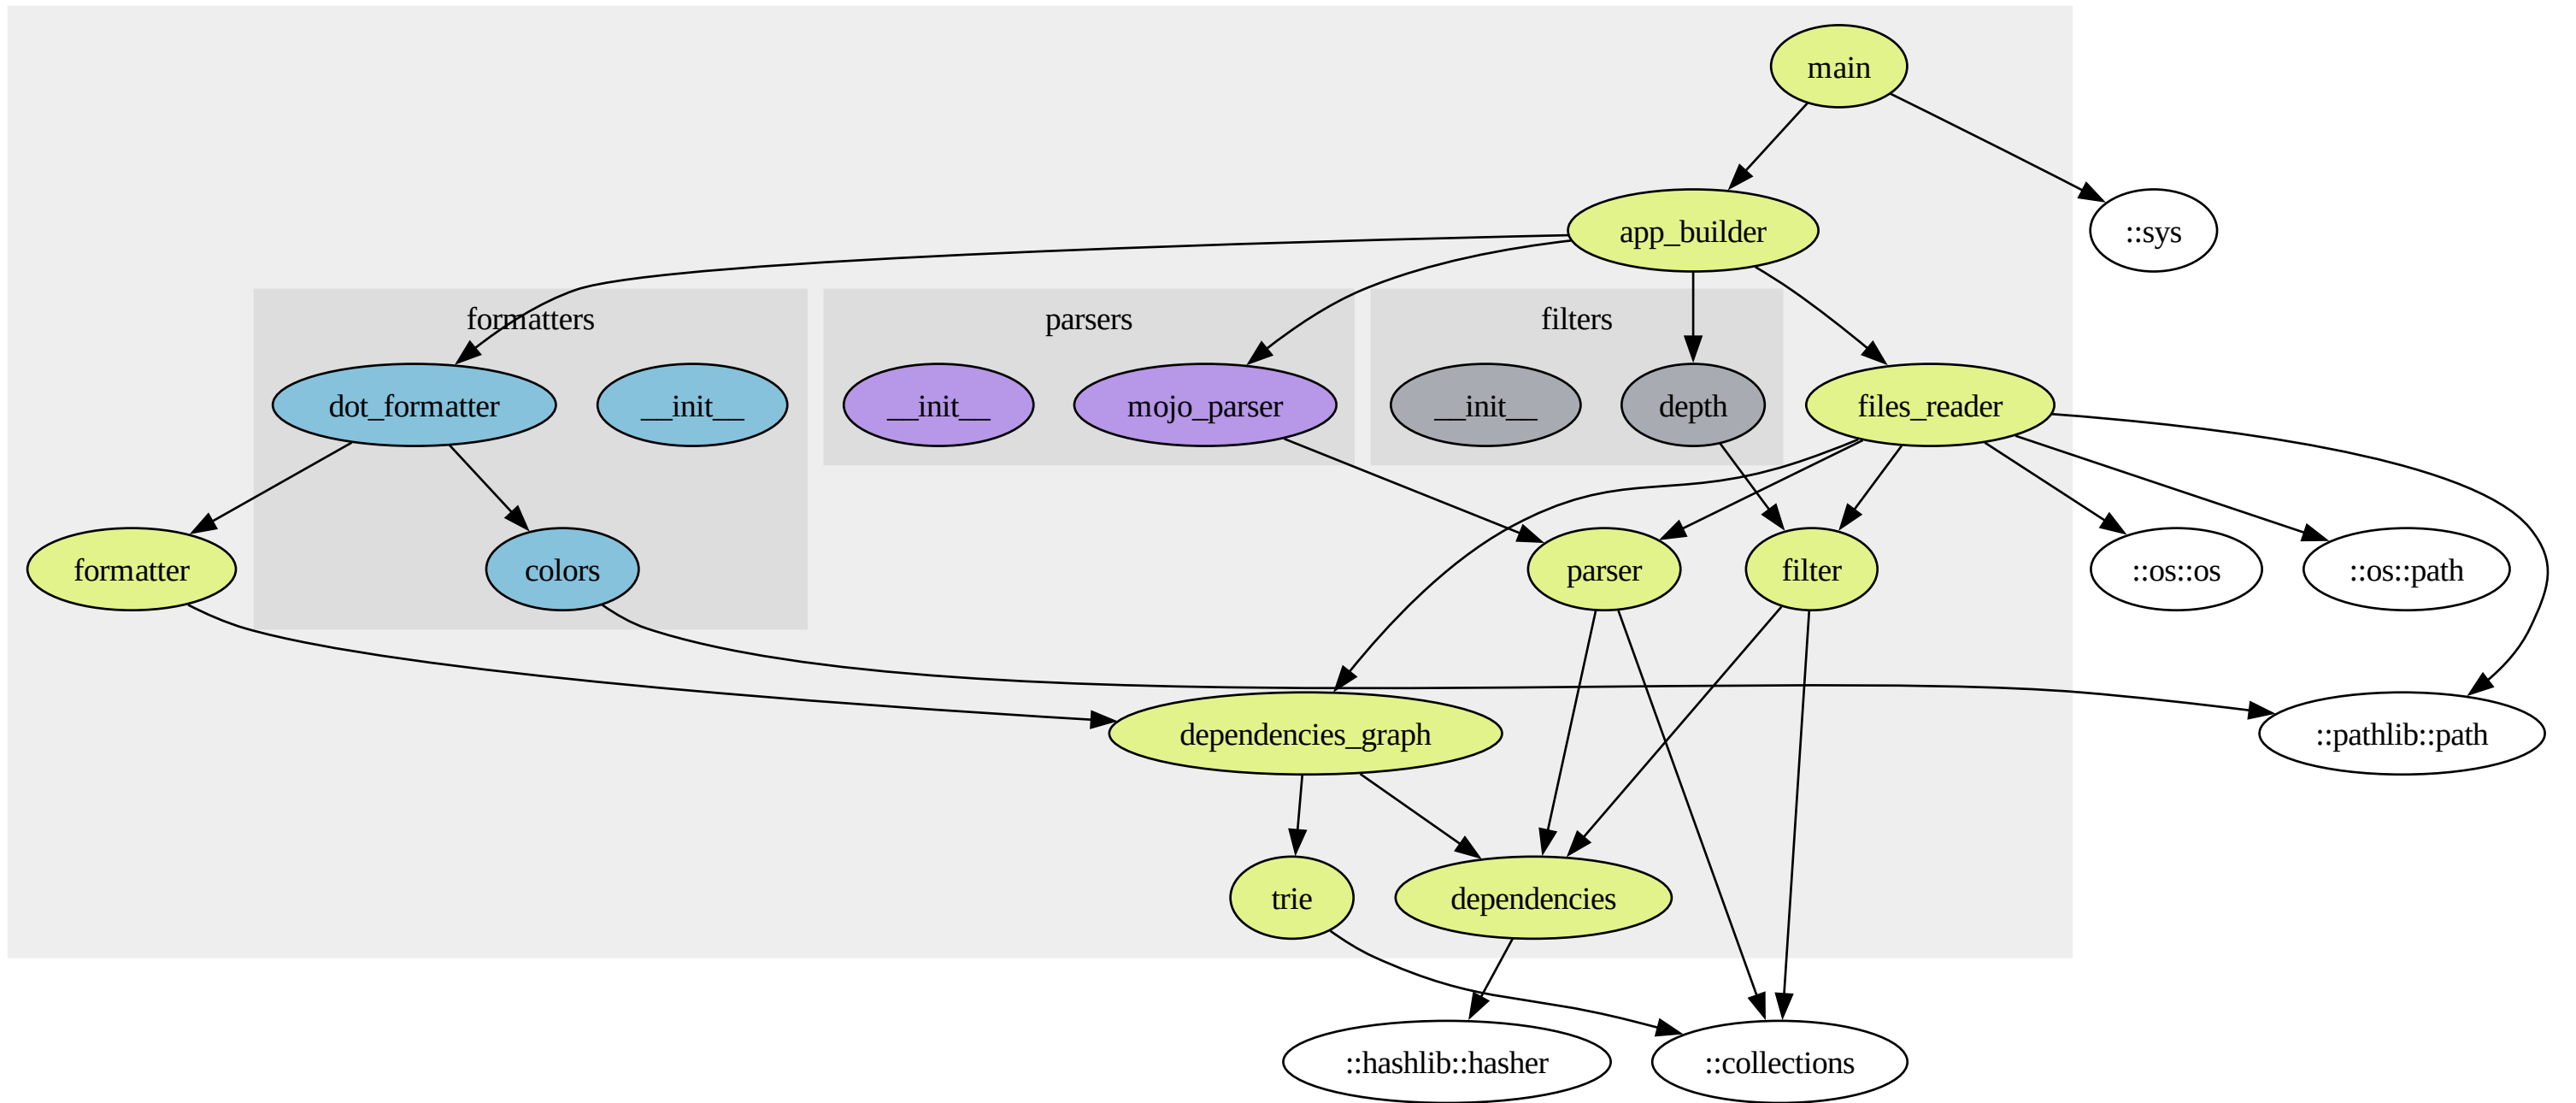 main
app_builder
::sys
formatters
parsers
filters
dot_formatter
__init__
__init__
mojo_parser
__init__
depth
files_reader
formatter
colors
parser
filter
::os::os
::os::path
dependencies_graph
::pathlib::path
trie
dependencies
::hashlib::hasher
::collections